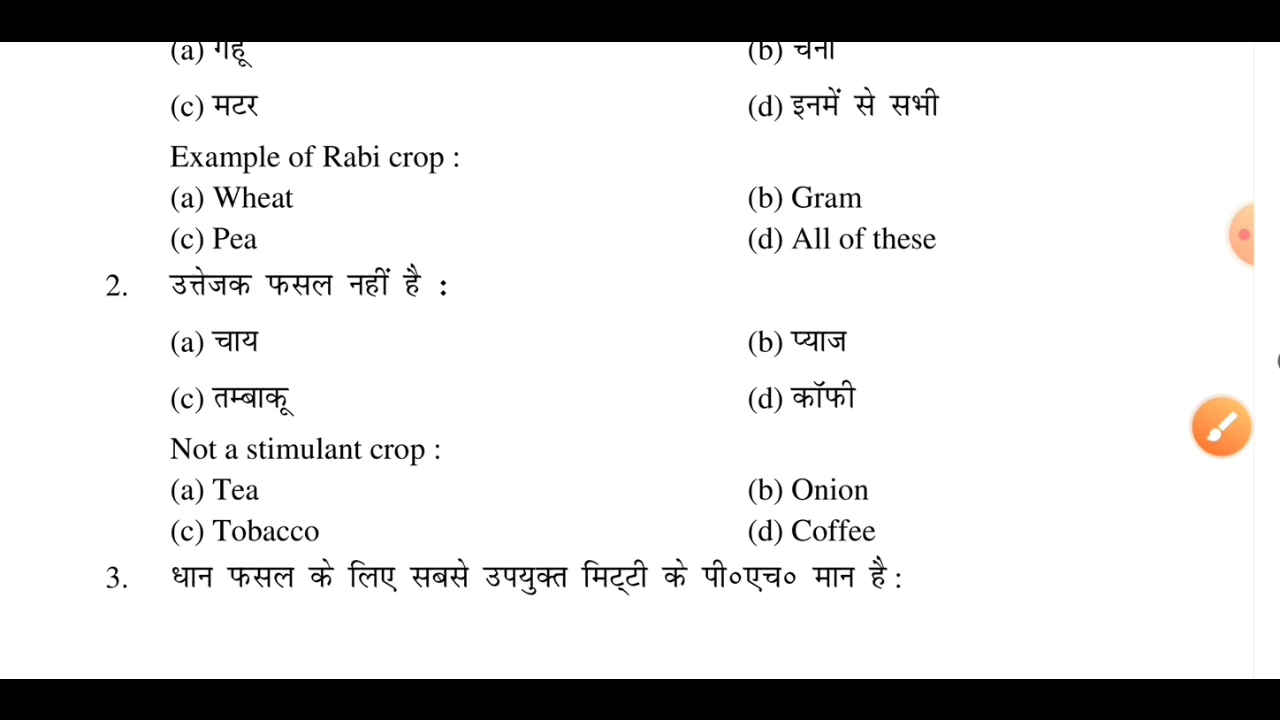 (a) गेहूँ (b) चना
(c) मटर (d) इनमें से सभी
Example of Rabi crop :
(a) Wheat (b) Gram
(c) Pea (d) All of these
2. उत्तेजक फसल नहीं है :
(a) चाय (b) प्याज
(c) तम्बाकू (d) कॉफी
Not a stimulant crop :
(a) Tea (b) Onion
(c) Tobacco (d) Coffee
3. धान फसल के लिए सबसे उपयुक्त मिट्टी के पी०एच० मान है :